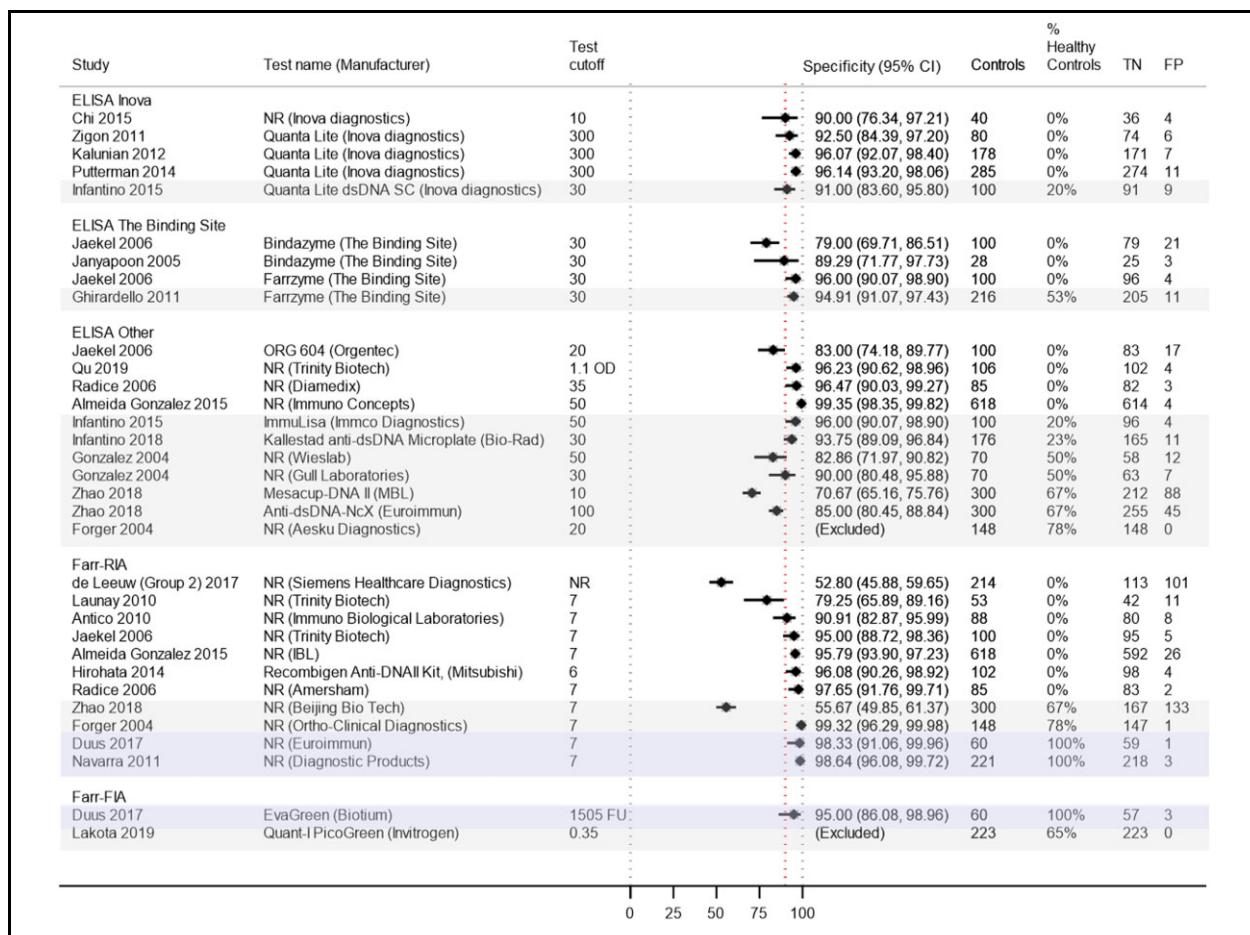 %
Test Healthy
Study Test name (Manufacturer) cutoff Specificity (95% CI) Controls Controls TN FP
ELISA Inova
Chi 2015 NR (Inova diagnostics) 10 90.00 (76.34, 97.21) 40 0% 36 4
Zigon 2011 Quanta Lite (Inova diagnostics) 300 92.50 (84.39, 97.20) 80 0% 74 6
Kalunian 2012 Quanta Lite (Inova diagnostics) 300 96.07 (92.07, 98.40) 178 0% 171 7
Putterman 2014 Quanta Lite (Inova diagnostics) 300 96.14 (93.20, 98.06) 285 0% 274 11
Infantino 2015 Quanta Lite dsDNA SC (Inova diagnostics) 30 91.00 (83.60, 95.80) 100 20% 91 9
ELISA The Binding Site
Jaekel 2006 Bindazyme (The Binding Site) 30 79.00 (69.71, 86.51) 100 0% 79 21
Janyapoon 2005 Bindazyme (The Binding Site) 30 89.29 (71.77, 97.73) 28 0% 25 3
Jaekel 2006 Farrzyme (The Binding Site) 30 96.00 (90.07, 98.90) 100 0% 96 4
Ghirardello 2011 Farrzyme (The Binding Site) 30 94.91 (91.07, 97.43) 216 53% 205 11
ELISA Other
Jaekel 2006 ORG 604 (Orgentec) 20 83.00 (74.18, 89.77) 100 0% 83 17
Qu 2019 NR (Trinity Biotech) 1.1 OD 96.23 (90.62, 98.96) 106 0% 102 4
Radice 2006 NR (Diamedix) 35 96.47 (90.03, 99.27) 85 0% 82 3
Almeida Gonzalez 2015 NR (Immuno Concepts) 50 99.35 (98.35, 99.82) 618 0% 614 4
Infantino 2015 ImmuLisa (Immco Diagnostics) 50 96.00 (90.07, 98.90) 100 20% 96 4
Infantino 2018 Kallestad anti-dsDNA Microplate (Bio-Rad) 30 93.75 (89.09, 96.84) 176 23% 165 11
Gonzalez 2004 NR (Wieslab) 50 82.86 (71.97, 90.82) 70 50% 58 12
Gonzalez 2004 NR (Gull Laboratories) 30 90.00 (80.48, 95.88) 70 50% 63 7
Zhao 2018 Mesacup-DNA II (MBL) 10 70.67 (65.16, 75.76) 300 67% 212 88
Zhao 2018 Anti-dsDNA-NcX (Euroimmun) 100 85.00 (80.45, 88.84) 300 67% 255 45
Forger 2004 NR (Aesku Diagnostics) 20 (Excluded) 148 78% 148 0
Farr-RIA
de Leeuw (Group 2) 2017 NR (Siemens Healthcare Diagnostics) NR 52.80 (45.88, 59.65) 214 0% 113 101
Launay 2010 NR (Trinity Biotech) 7 79.25 (65.89, 89.16) 53 0% 42 11
Antico 2010 NR (Immuno Biological Laboratories) 7 90.91 (82.87, 95.99) 88 0% 80 8
Jaekel 2006 NR (Trinity Biotech) 7 95.00 (88.72, 98.36) 100 0% 95 5
Almeida Gonzalez 2015 NR (IBL) 7 95.79 (93.90, 97.23) 618 0% 592 26
Hirohata 2014 Recombigen Anti-DNAII Kit, (Mitsubishi) 6 96.08 (90.26, 98.92) 102 0% 98 4
Radice 2006 NR (Amersham) 7 97.65 (91.76, 99.71) 85 0% 83 2
Zhao 2018 NR (Beijing Bio Tech) 7 55.67 (49.85, 61.37) 300 67% 167 133
Forger 2004 NR (Ortho-Clinical Diagnostics) 7 99.32 (96.29, 99.98) 148 78% 147 1
Duus 2017 NR (Euroimmun) 7 98.33 (91.06, 99.96) 60 100% 59 1
Navarra 2011 NR (Diagnostic Products) 7 98.64 (96.08, 99.72) 221 100% 218 3
Farr-FIA
Duus 2017 EvaGreen (Biotium) 1505 FU 95.00 (86.08, 98.96) 60 100% 57 3
Lakota 2019 Quant-I PicoGreen (Invitrogen) 0.35 (Excluded) 223 65% 223 0
0 25 50 75 100